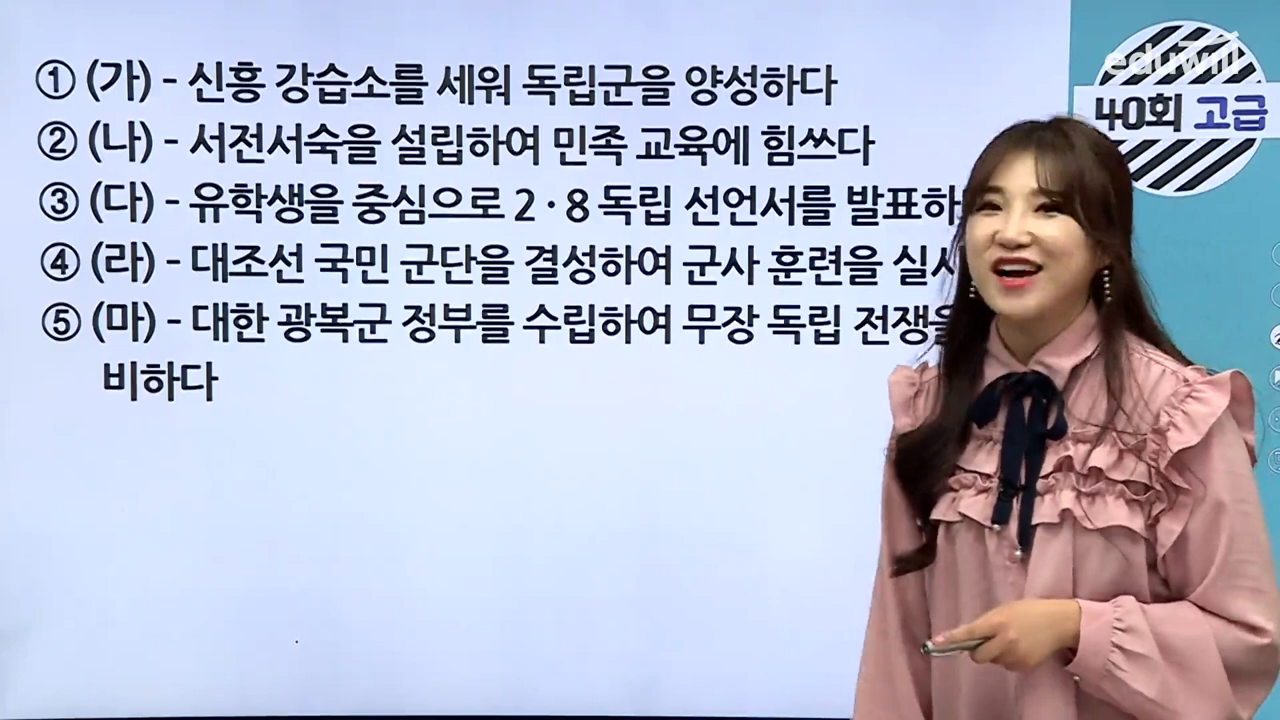 ① (가) - 신흥 강습소를 세워 독립군을 양성하다
② (나) - 서전서숙을 설립하여 민족 교육에 힘쓰다
③ (다) - 유학생을 중심으로 2·8 독립 선언서를 발표하
④ (라) - 대조선 국민 군단을 결성하여 군사 훈련을 실시
⑤ (마) - 대한 광복군 정부를 수립하여 무장 독립 전쟁을
비하다
eduwill
40회 고급